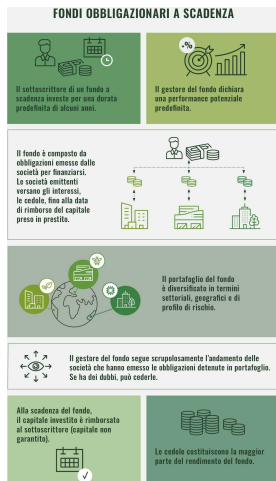 FONDI OBBLIGAZIONARI A SCADENZA
Il sottoscrittore di un fondo a
scadenza investe per una durata
predefinita di alcuni anni.
-%
Il gestore del fondo dichiara
una performance potenziale
predefinita.
Il fondo è composto da
obbligazioni emesse dalle
società per finanziarsi.
Le società emittenti
versano gli interessi,
le cedole, fino alla data
di rimborso del capitale
preso in prestito.
Il portafoglio del fondo
è diversificato in termini
settoriali, geografici e di
profilo di rischio.
Il gestore del fondo segue scrupolosamente l'andamento delle
società che hanno emesso le obbligazioni detenute in portafoglio.
Se ha dei dubbi, può cederle.
Alla scadenza del fondo,
il capitale investito è rimborsato
al sottoscrittore (capitale non
garantito).
Le cedole costituiscono la maggior
parte del rendimento del fondo.